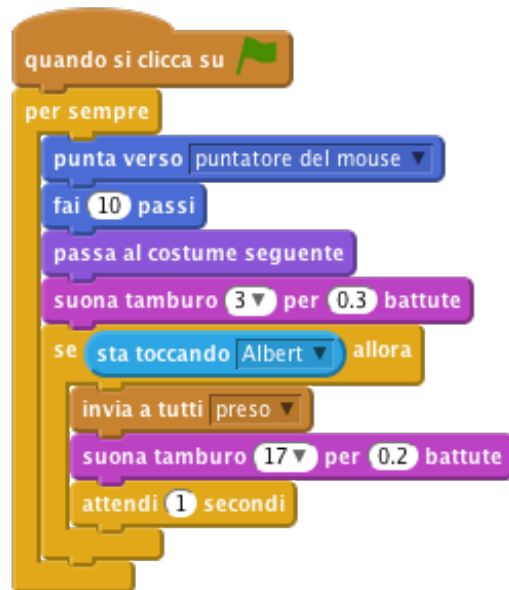 quando si clicca su
per sempre
punta verso puntatore del mouse
fai 10 passi
passa al costume seguente
suona tamburo 3 per 0.3 battute
se sta toccando Albert allora
invia a tutti preso
suona tamburo 17 per 0.2 battute
attendi 1 secondi